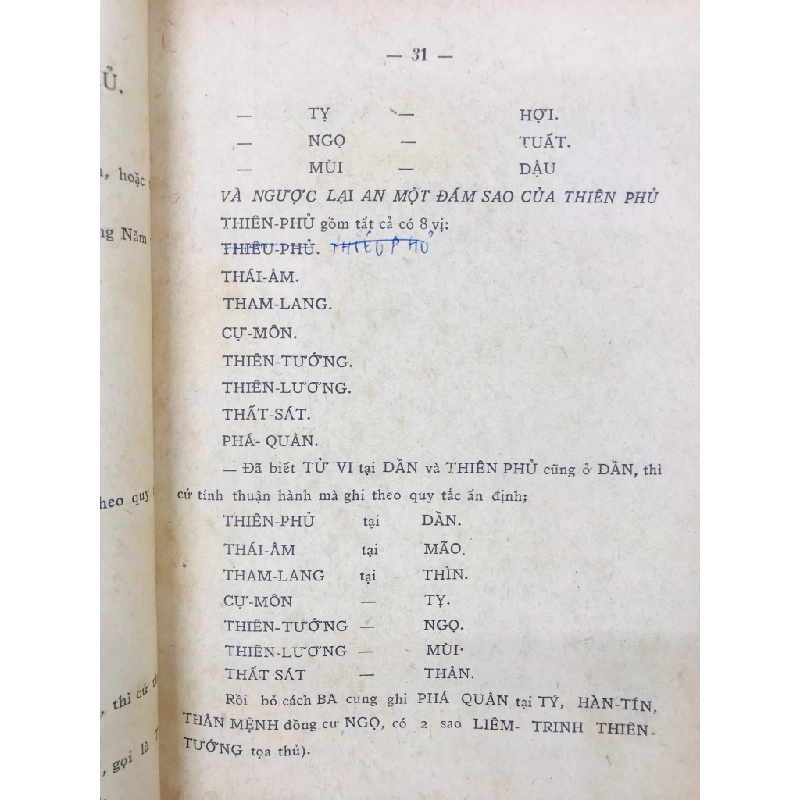 — 31 —
Ủ.
— TỴ — HỢI.
— NGỌ — TUẤT.
— MÙI — DẬU
, hoặc
VÀ NGƯỢC LẠI AN MỘT ĐÁM SAO CỦA THIÊN PHỦ
THIÊN-PHỦ gồm tất cả có 8 vị:
ng Năm
THIÊU-PHỦ. THIẾU PHỦ
THÁI-ÂM.
THAM-LANG.
CỰ-MÔN.
THIÊN-TƯỚNG.
THIÊN-LƯƠNG.
THẤT-SÁT.
PHÁ- QUÂN.
— Đã biết TỬ VI tại DẦN và THIÊN PHỦ cũng ở DẦN, thì
cứ tính thuận hành mà ghi theo quy tắc ấn định;
heo quy
THIÊN-PHỦ tại DẦN.
THÁI-ÂM tại MÃO.
THAM-LANG tại THÌN.
CỰ-MÔN — TỴ.
THIÊN-TƯỚNG — NGỌ.
THIÊN-LƯƠNG — MÙI.
THẤT SÁT — THÂN.
Rồi bỏ cách BA cung ghi PHÁ QUÂN tại TÝ, HÀN-TÍN,
, thì cứ
THÂN MỆNH đồng cư NGỌ, có 2 sao LIÊM- TRINH THIÊN-
TƯỚNG tọa thủ).
, gọi là